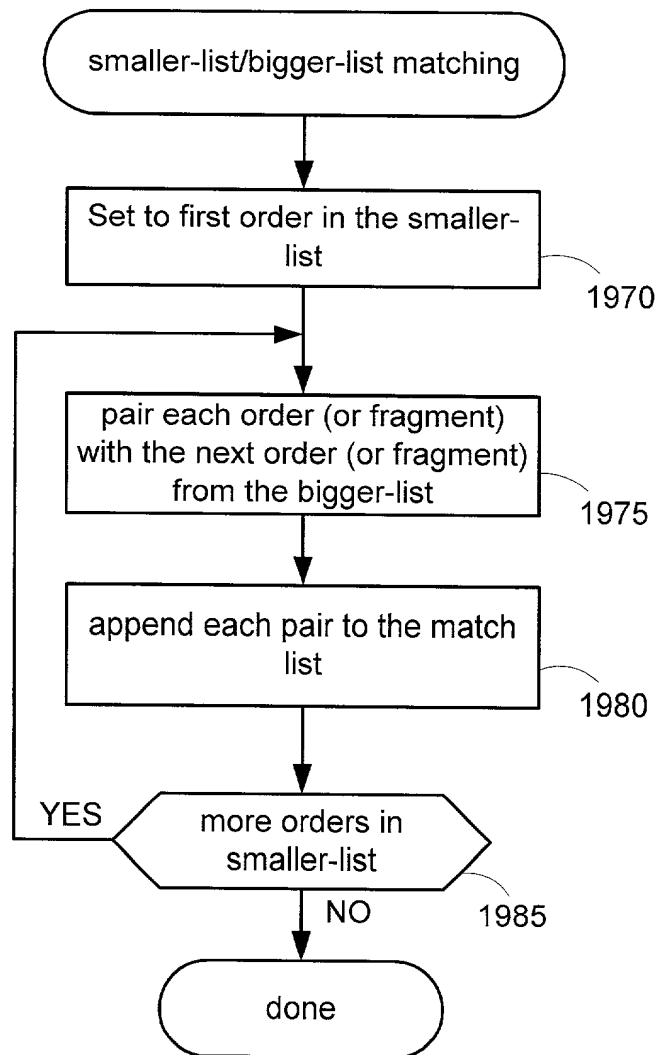 smaller-list/bigger-list matching
Set to first order in the smaller-
list
1970
pair each order (or fragment)
with the next order (or fragment)
from the bigger-list
1975
append each pair to the match
list
1980
YES
more orders in
smaller-list
1985
NO
done